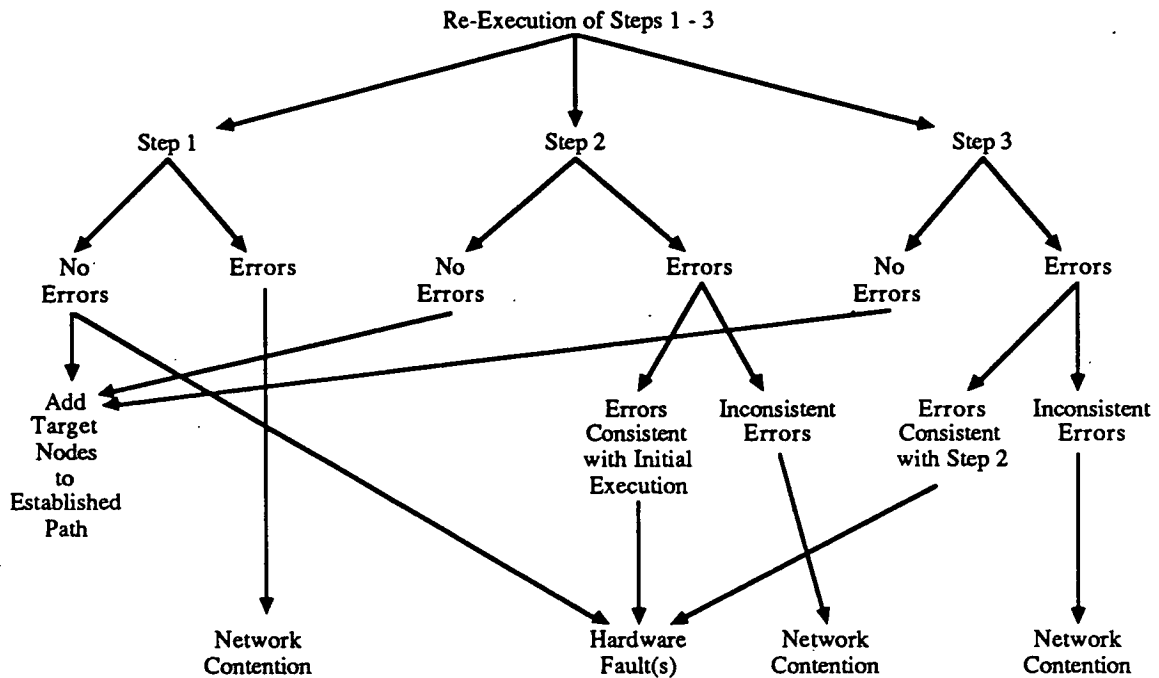 Re-Execution of Steps 1 - 3
Step 1
Step 2
Step 3
No
Errors
Errors
No
Errors
Errors
No
Errors
Errors
Add
Target
Nodes
to
Established
Path
Errors
Consistent
with Initial
Execution
Inconsistent
Errors
Errors
Consistent
with Step 2
Inconsistent
Errors
Network
Contention
Hardware
Fault(s)
Network
Contention
Network
Contention